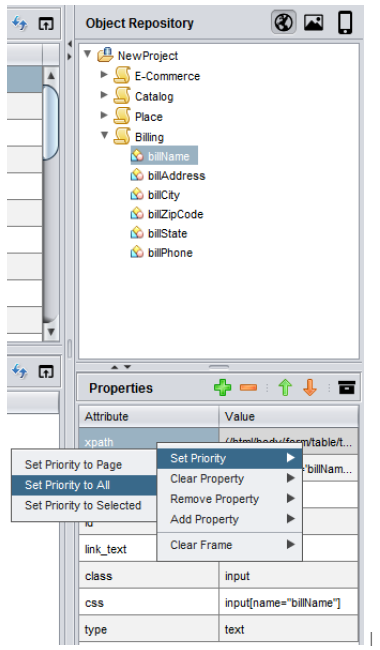 Object Repository
NewProject
E-Commerce
Catalog
Place
Billing
billName
billAddress
billCity
billZipCode
billState
billPhone
Properties
Attribute Value
xpath (//html/body/form/table/t...
Set Priority
Clear Property
Remove Property
Add Property
Clear Frame
Set Priority to Page
Set Priority to All
Set Priority to Selected
='billNam...
id
link_text
class input
css input[name="billName"]
type text